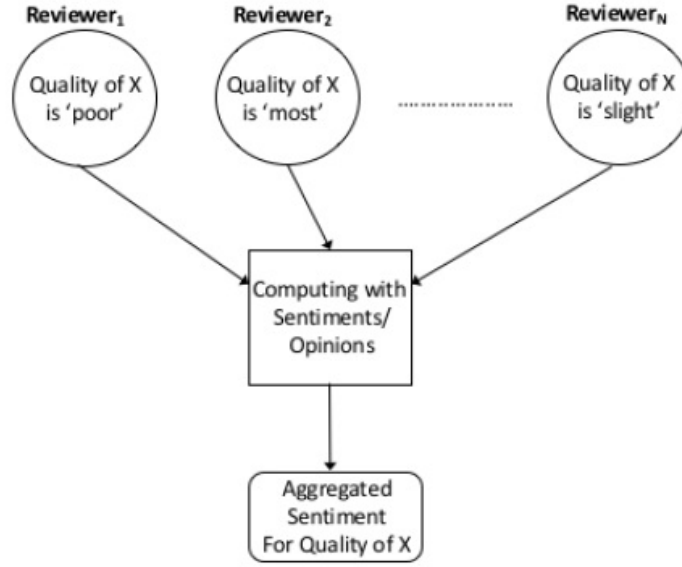 Reviewer₁
Reviewer₂
Reviewer_N
Quality of X
is 'poor'
Quality of X
is 'most'
.....................
Quality of X
is 'slight'
Computing with
Sentiments/
Opinions
Aggregated
Sentiment
For Quality of X